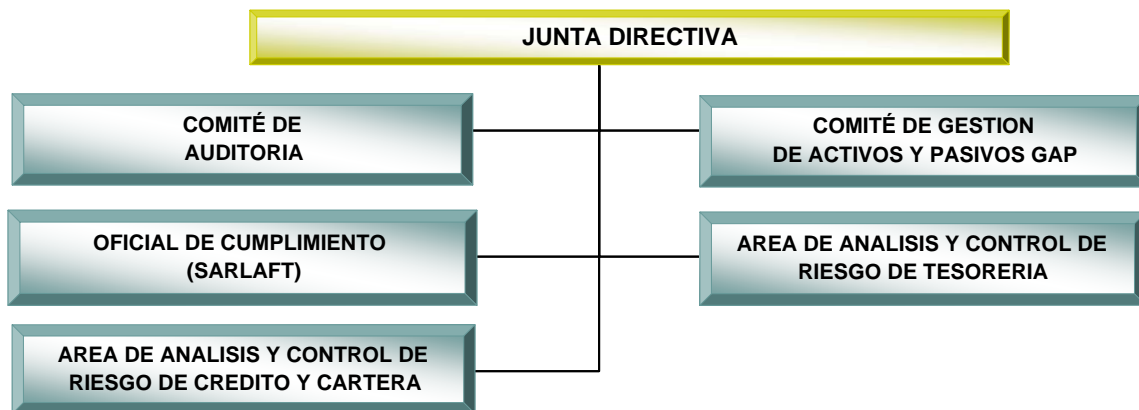 JUNTA DIRECTIVA
COMITÉ DE
AUDITORIA
COMITÉ DE GESTION
DE ACTIVOS Y PASIVOS GAP
OFICIAL DE CUMPLIMIENTO
(SARLAFT)
AREA DE ANALISIS Y CONTROL DE
RIESGO DE TESORERIA
AREA DE ANALISIS Y CONTROL DE
RIESGO DE CREDITO Y CARTERA